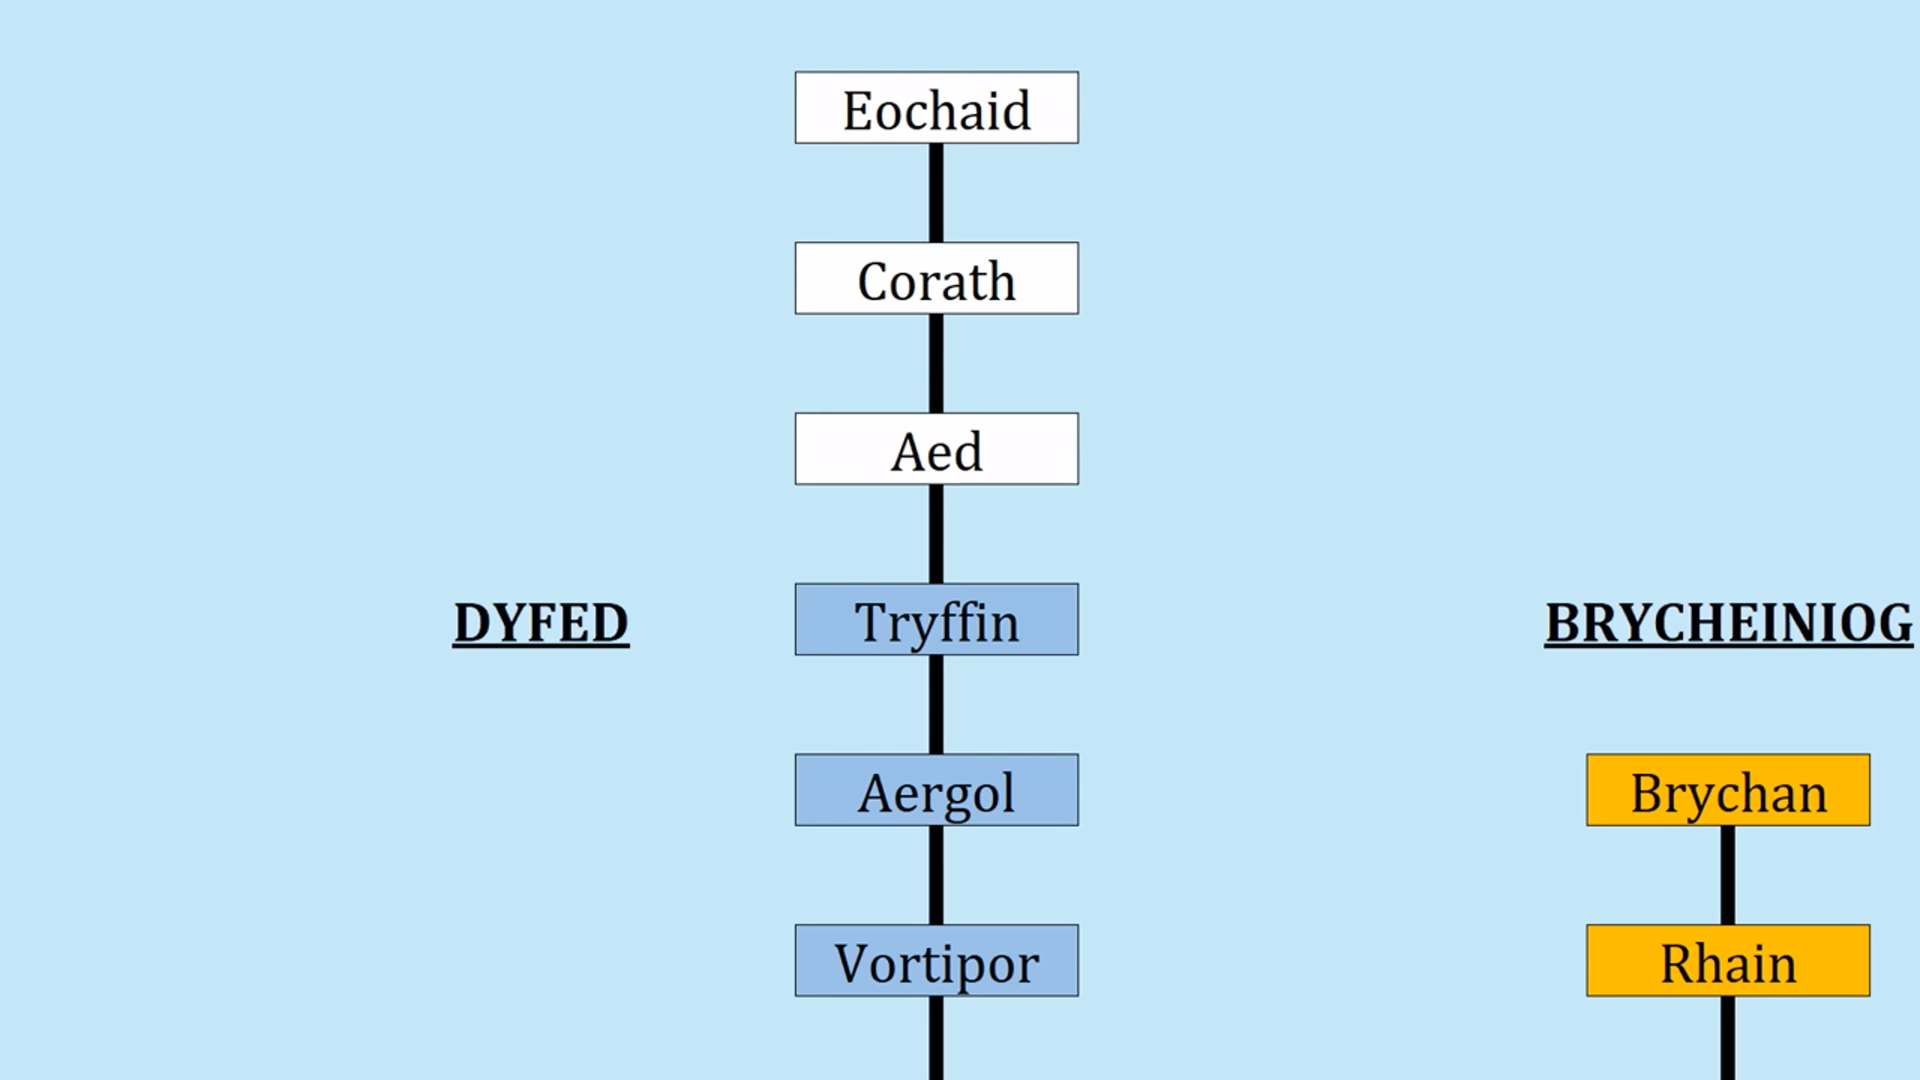 Eochaid
Corath
Aed
DYFED
Tryffin
BRYCHEINIOG
Aergol
Brychan
Vortipor
Rhain